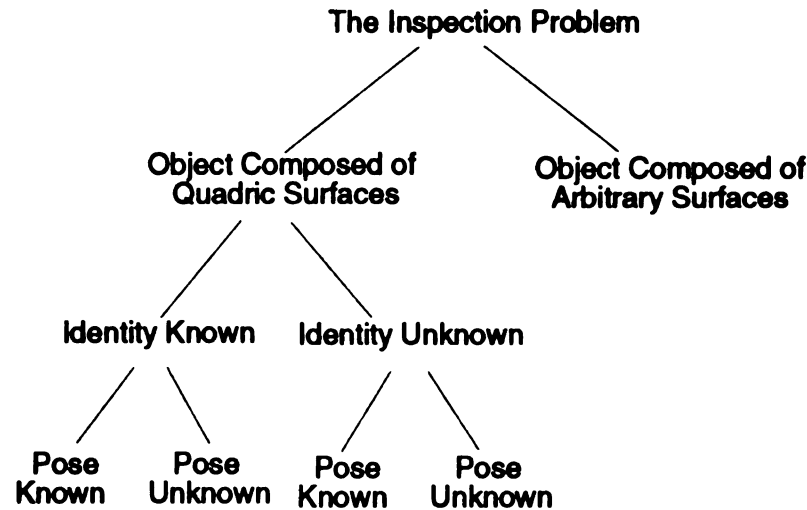 The Inspection Problem
Object Composed of
Quadric Surfaces
Object Composed of
Arbitrary Surfaces
Identity Known
Identity Unknown
Pose
Known
Pose
Unknown
Pose
Known
Pose
Unknown